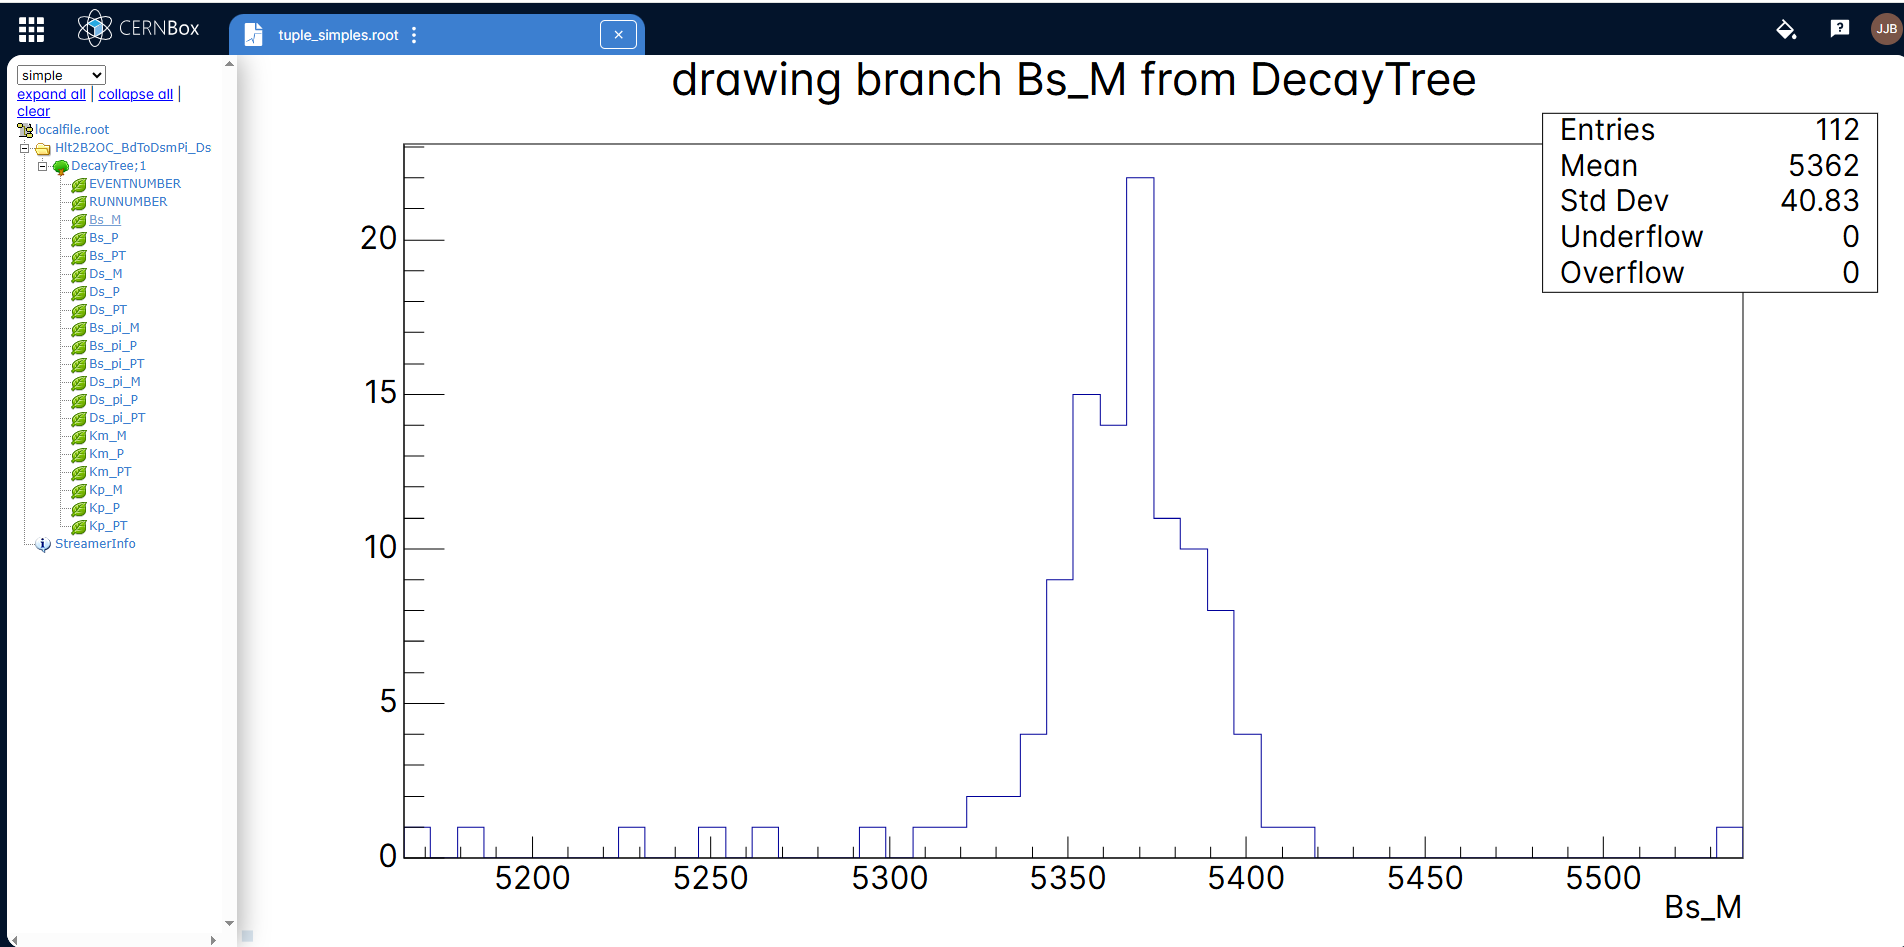 CERNBox
tuple_simples.root
JJB
simple
expand all | collapse all |
clear
localfile.root
Hlt2B2OC_BdToDsmPi_Ds
DecayTree;1
EVENTNUMBER
RUNNUMBER
Bs_M
Bs_P
Bs_PT
Ds_M
Ds_P
Ds_PT
Bs_pi_M
Bs_pi_P
Bs_pi_PT
Ds_pi_M
Ds_pi_P
Ds_pi_PT
Km_M
Km_P
Km_PT
Kp_M
Kp_P
Kp_PT
StreamerInfo
drawing branch Bs_M from DecayTree
Entries 112
Mean 5362
Std Dev 40.83
Underflow 0
Overflow 0
20
15
10
5
0
5200 5250 5300 5350 5400 5450 5500
Bs_M